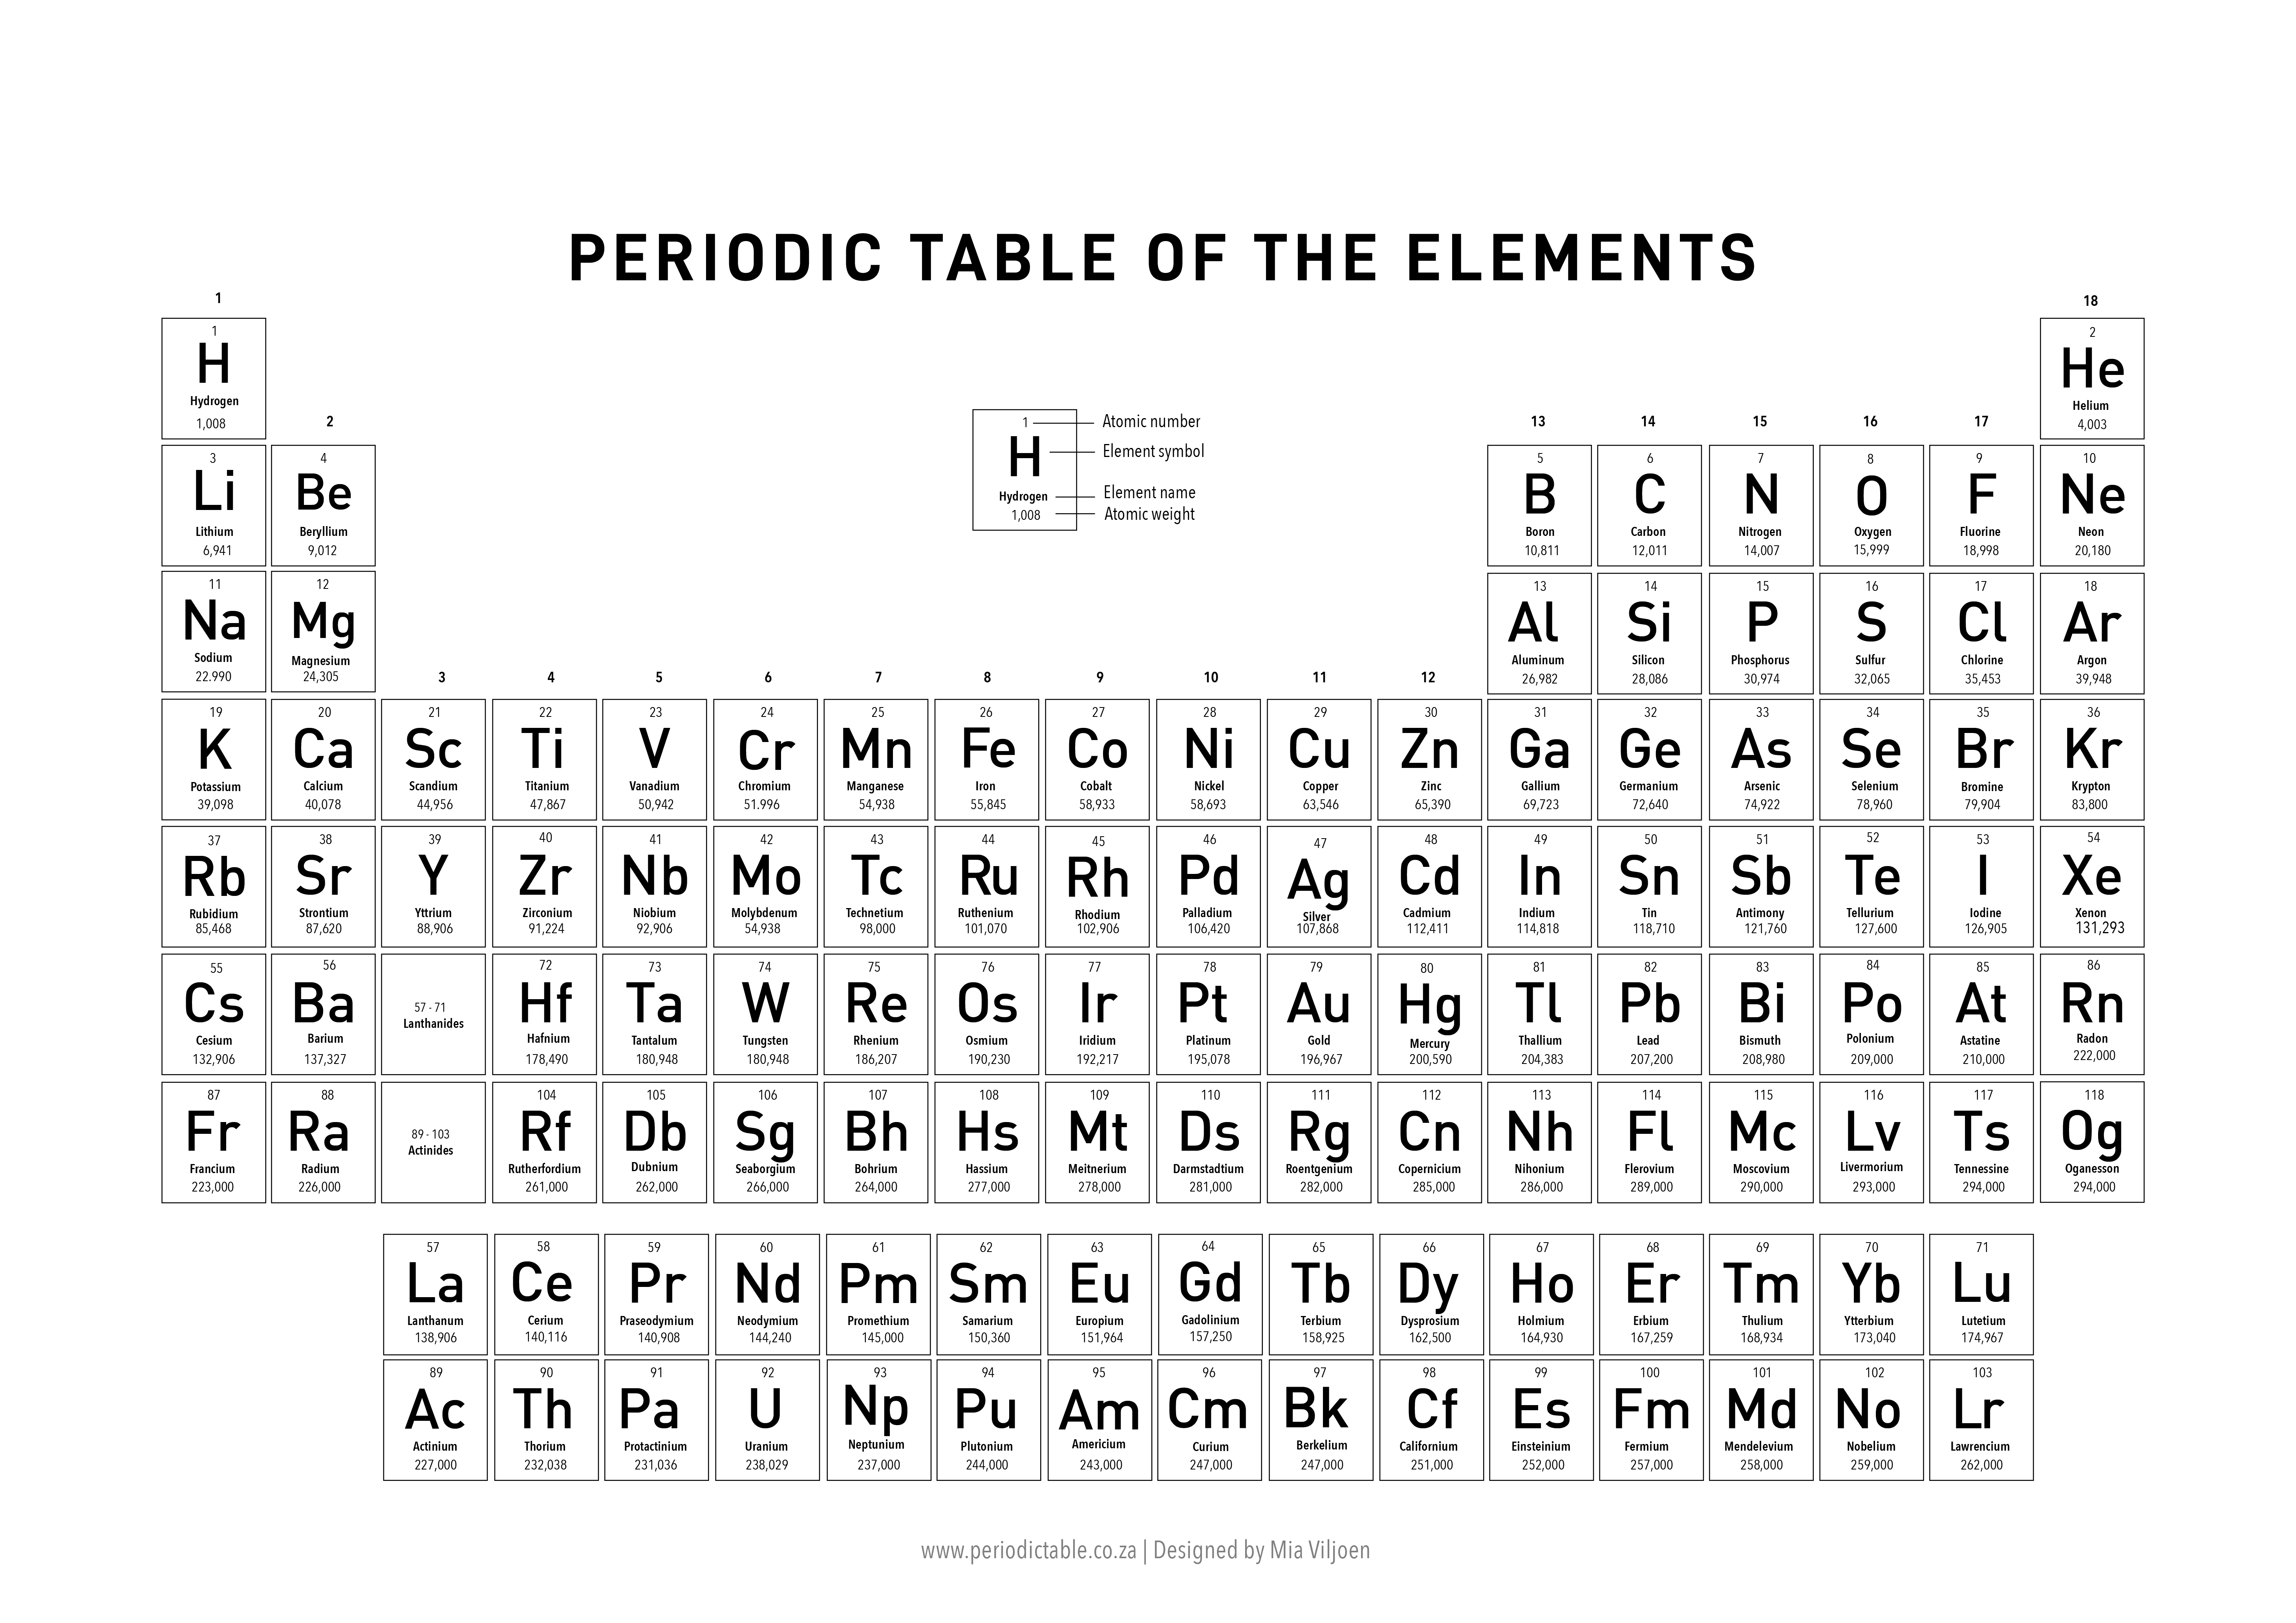 PERIODIC TABLE OF THE ELEMENTS
1 18
1 2
H He
Hydrogen Helium
1,008 4,003
2 13 14 15 16 17
1 Atomic number
H Element symbol
Hydrogen Element name
1,008 Atomic weight
3 4 5 6 7 8 9 10
Li Be B C N O F Ne
Lithium Beryllium Boron Carbon Nitrogen Oxygen Fluorine Neon
6,941 9,012 10,811 12,011 14,007 15,999 18,998 20,180
11 12 13 14 15 16 17 18
Na Mg Al Si P S Cl Ar
Sodium Magnesium Aluminum Silicon Phosphorus Sulfur Chlorine Argon
22.990 24,305 26,982 28,086 30,974 32,065 35,453 39,948
3 4 5 6 7 8 9 10 11 12
19 20 21 22 23 24 25 26 27 28 29 30 31 32 33 34 35 36
K Ca Sc Ti V Cr Mn Fe Co Ni Cu Zn Ga Ge As Se Br Kr
Potassium Calcium Scandium Titanium Vanadium Chromium Manganese Iron Cobalt Nickel Copper Zinc Gallium Germanium Arsenic Selenium Bromine Krypton
39,098 40,078 44,956 47,867 50,942 51.996 54,938 55,845 58,933 58,693 63,546 65,390 69,723 72,640 74,922 78,960 79,904 83,800
37 38 39 40 41 42 43 44 45 46 47 48 49 50 51 52 53 54
Rb Sr Y Zr Nb Mo Tc Ru Rh Pd Ag Cd In Sn Sb Te I Xe
Rubidium Strontium Yttrium Zirconium Niobium Molybdenum Technetium Ruthenium Rhodium Palladium Silver Cadmium Indium Tin Antimony Tellurium Iodine Xenon
85,468 87,620 88,906 91,224 92,906 54,938 98,000 101,070 102,906 106,420 107,868 112,411 114,818 118,710 121,760 127,600 126,905 131,293
55 56 57 - 71 72 73 74 75 76 77 78 79 80 81 82 83 84 85 86
Cs Ba Hf Ta W Re Os Ir Pt Au Hg Tl Pb Bi Po At Rn
Cesium Barium Lanthanides Hafnium Tantalum Tungsten Rhenium Osmium Iridium Platinum Gold Mercury Thallium Lead Bismuth Polonium Astatine Radon
132,906 137,327 178,490 180,948 180,948 186,207 190,230 192,217 195,078 196,967 200,590 204,383 207,200 208,980 209,000 210,000 222,000
87 88 89 - 103 104 105 106 107 108 109 110 111 112 113 114 115 116 117 118
Fr Ra Rf Db Sg Bh Hs Mt Ds Rg Cn Nh Fl Mc Lv Ts Og
Francium Radium Actinides Rutherfordium Dubnium Seaborgium Bohrium Hassium Meitnerium Darmstadtium Roentgenium Copernicium Nihonium Flerovium Moscovium Livermorium Tennessine Oganesson
223,000 226,000 261,000 262,000 266,000 264,000 277,000 278,000 281,000 282,000 285,000 286,000 289,000 290,000 293,000 294,000 294,000
57 58 59 60 61 62 63 64 65 66 67 68 69 70 71
La Ce Pr Nd Pm Sm Eu Gd Tb Dy Ho Er Tm Yb Lu
Lanthanum Cerium Praseodymium Neodymium Promethium Samarium Europium Gadolinium Terbium Dysprosium Holmium Erbium Thulium Ytterbium Lutetium
138,906 140,116 140,908 144,240 145,000 150,360 151,964 157,250 158,925 162,500 164,930 167,259 168,934 173,040 174,967
89 90 91 92 93 94 95 96 97 98 99 100 101 102 103
Ac Th Pa U Np Pu Am Cm Bk Cf Es Fm Md No Lr
Actinium Thorium Protactinium Uranium Neptunium Plutonium Americium Curium Berkelium Californium Einsteinium Fermium Mendelevium Nobelium Lawrencium
227,000 232,038 231,036 238,029 237,000 244,000 243,000 247,000 247,000 251,000 252,000 257,000 258,000 259,000 262,000
www.periodictable.co.za | Designed by Mia Viljoen